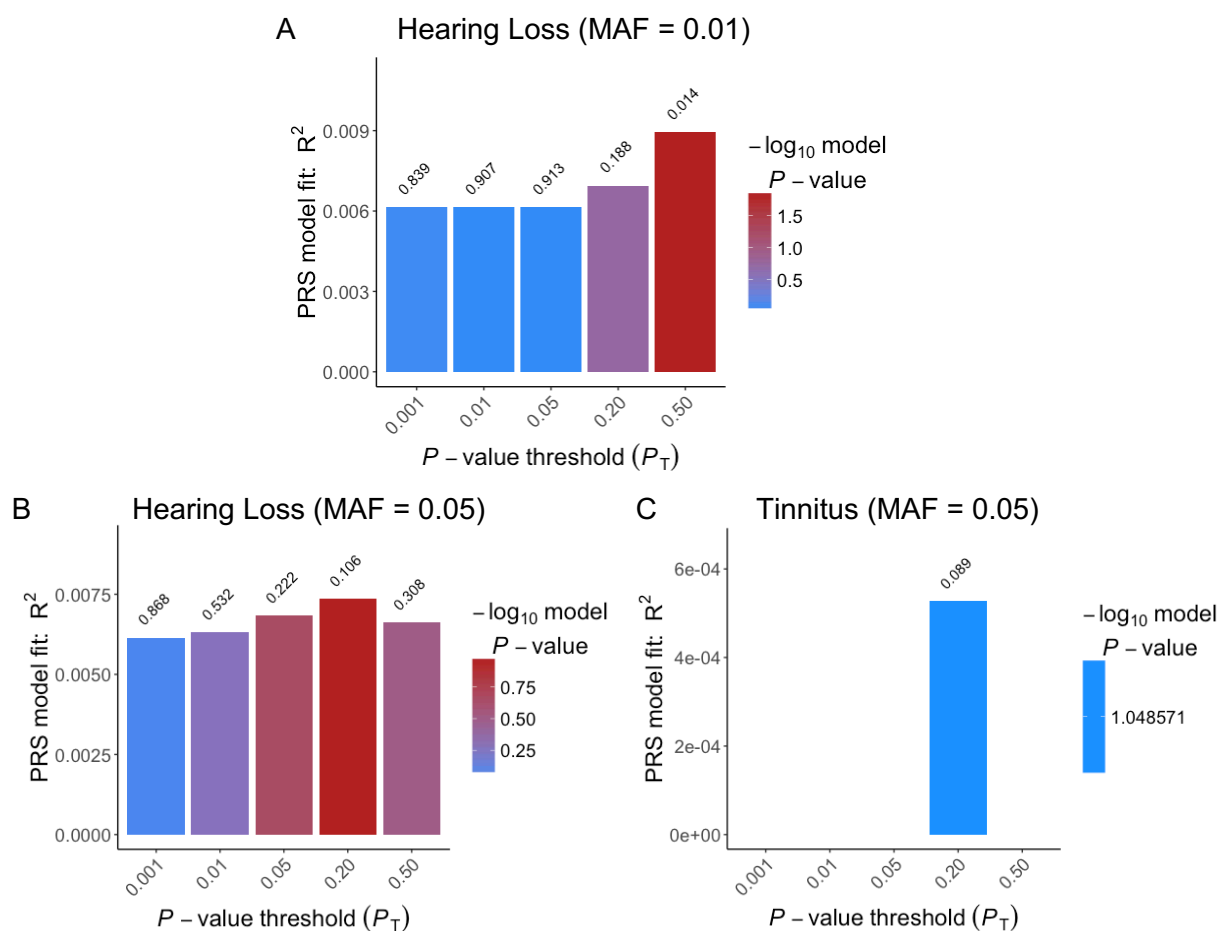 A
Hearing Loss (MAF = 0.01)
PRS model fit: R²
0.009
0.006
0.003
0.000
0.839
0.907
0.913
0.188
0.014
0.001
0.01
0.05
0.20
0.50
P – value threshold (P_T)
– log₁₀ model
P – value
1.5
1.0
0.5
B
Hearing Loss (MAF = 0.05)
PRS model fit: R²
0.0075
0.0050
0.0025
0.0000
0.868
0.532
0.222
0.106
0.308
0.001
0.01
0.05
0.20
0.50
P – value threshold (P_T)
– log₁₀ model
P – value
0.75
0.50
0.25
C
Tinnitus (MAF = 0.05)
PRS model fit: R²
6e-04
4e-04
2e-04
0e+00
0.089
0.001
0.01
0.05
0.20
0.50
P – value threshold (P_T)
– log₁₀ model
P – value
1.048571